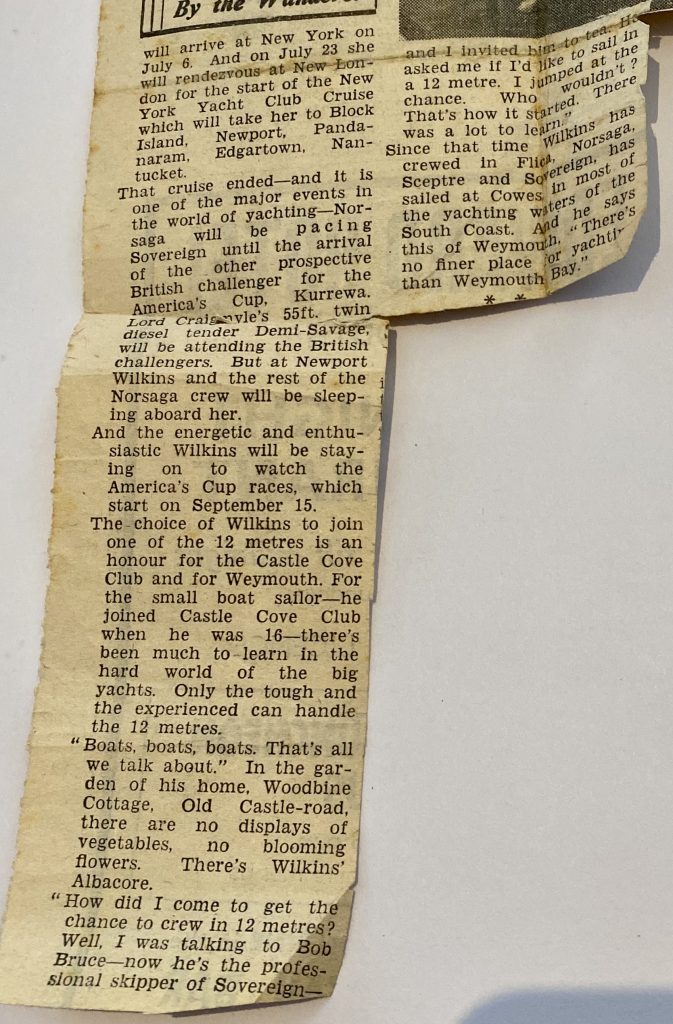 By the
will arrive at New York on
July 6. And on July 23 she
will rendezvous at New Lon-
don for the start of the New
York Yacht Club Cruise
which will take her to Block
Island, Newport, Panda-
naram, Edgartown, Nan-
tucket.
That cruise ended—and it is
one of the major events in
the world of yachting—Nor-
saga will be pacing
Sovereign until the arrival
of the other prospective
British challenger for the
America's Cup, Kurrewa.
Lord Craigmyle's 55ft. twin
diesel tender Demi-Savage,
will be attending the British
challengers. But at Newport
Wilkins and the rest of the
Norsaga crew will be sleep-
ing aboard her.
And the energetic and enthu-
siastic Wilkins will be stay-
ing on to watch the
America's Cup races, which
start on September 15.
The choice of Wilkins to join
one of the 12 metres is an
honour for the Castle Cove
Club and for Weymouth. For
the small boat sailor—he
joined Castle Cove Club
when he was 16—there's
been much to learn in the
hard world of the big
yachts. Only the tough and
the experienced can handle
the 12 metres.
"Boats, boats, boats. That's all
we talk about." In the gar-
den of his home, Woodbine
Cottage, Old Castle-road,
there are no displays of
vegetables, no blooming
flowers. There's Wilkins'
Albacore.
"How did I come to get the
chance to crew in 12 metres?
Well, I was talking to Bob
Bruce—now he's the profes-
sional skipper of Sovereign—
and I invited him to tea. He
asked me if I'd like to sail in
a 12 metre. I jumped at the
chance. Who wouldn't?
That's how it started. There
was a lot to learn."
Since that time Wilkins has
crewed in Flica, Norsaga,
Sceptre and Sovereign, has
sailed at Cowes in most of
the yachting waters of the
South Coast. And he says
this of Weymouth, "There's
no finer place for yachting
than Weymouth Bay."
* *